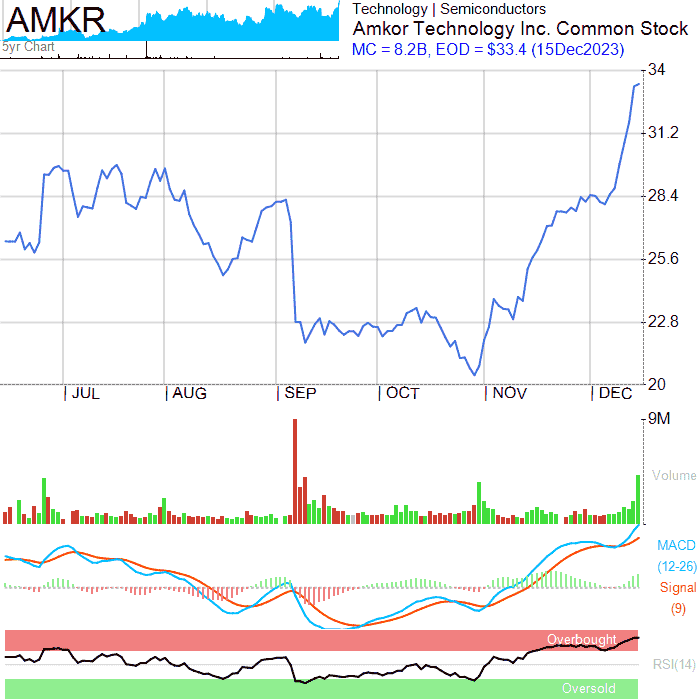 AMKR
5yr Chart
Technology | Semiconductors
Amkor Technology Inc. Common Stock
MC = 8.2B, EOD = $33.4 (15Dec2023)
34
31.2
28.4
25.6
22.8
20
| JUL | AUG | SEP | OCT | NOV | DEC
9M
Volume
MACD
(12-26)
Signal
(9)
Overbought
RSI(14)
Oversold